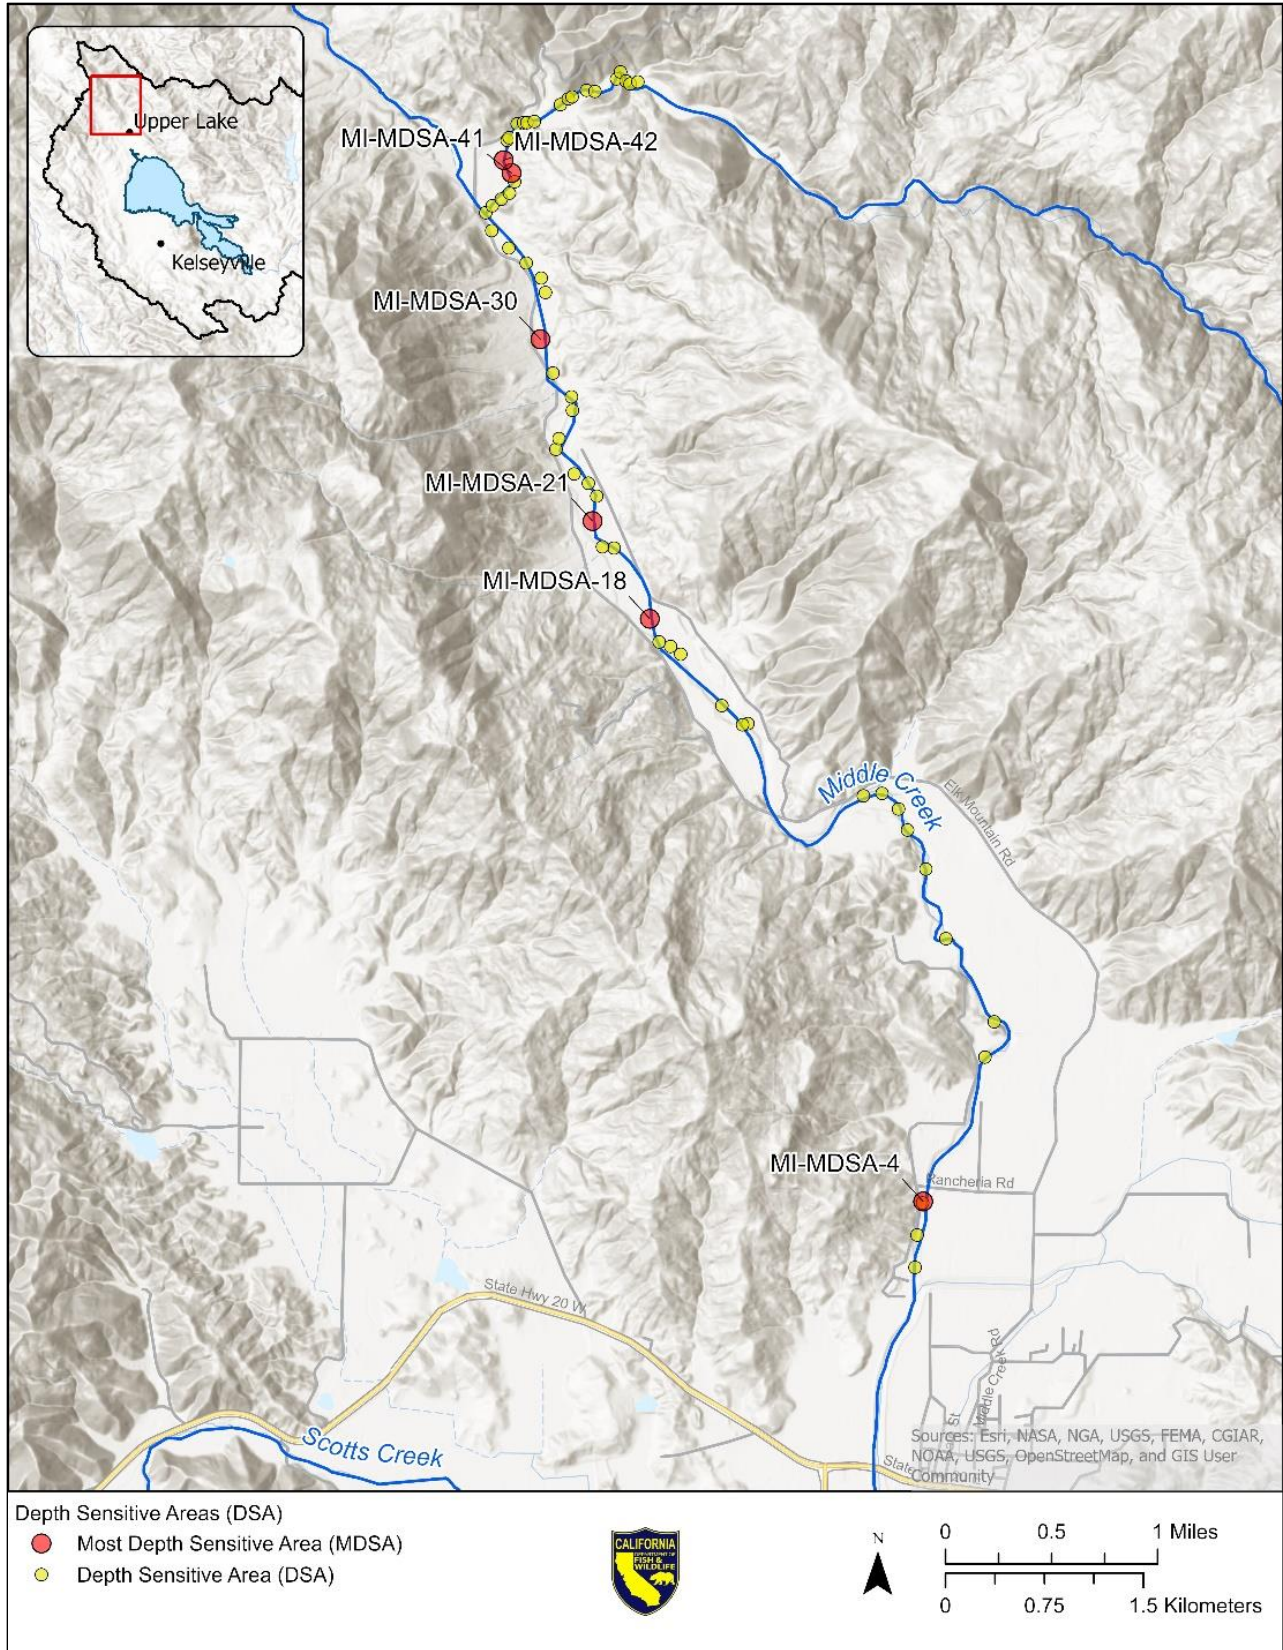 Upper Lake
Kelseyville
MI-MDSA-41
MI-MDSA-42
MI-MDSA-30
MI-MDSA-21
MI-MDSA-18
Middle Creek
Elk Mountain Rd
MI-MDSA-4
Rancheria Rd
State Hwy 20 W
Middle Creek Rd
St
State
Scotts Creek
Sources: Esri, NASA, NGA, USGS, FEMA, CGIAR,
NOAA, USGS, OpenStreetMap, and GIS User
Community
Depth Sensitive Areas (DSA)
Most Depth Sensitive Area (MDSA)
Depth Sensitive Area (DSA)
CALIFORNIA
DEPARTMENT OF
FISH &
WILDLIFE
N
0 0.5 1 Miles
0 0.75 1.5 Kilometers